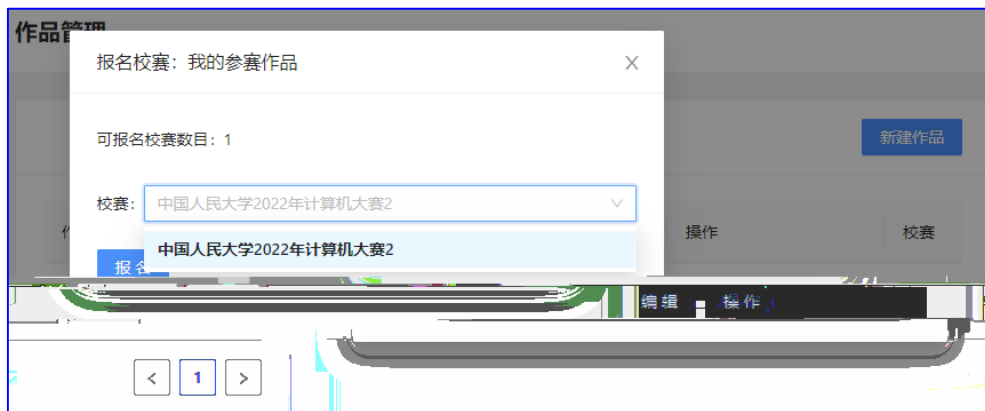 作品管理
报名校赛：我的参赛作品
可报名校赛数目：1
新建作品
校赛：
中国人民大学2022年计算机大赛2
操作
校赛
中国人民大学2022年计算机大赛2
报名
编辑 操作
1